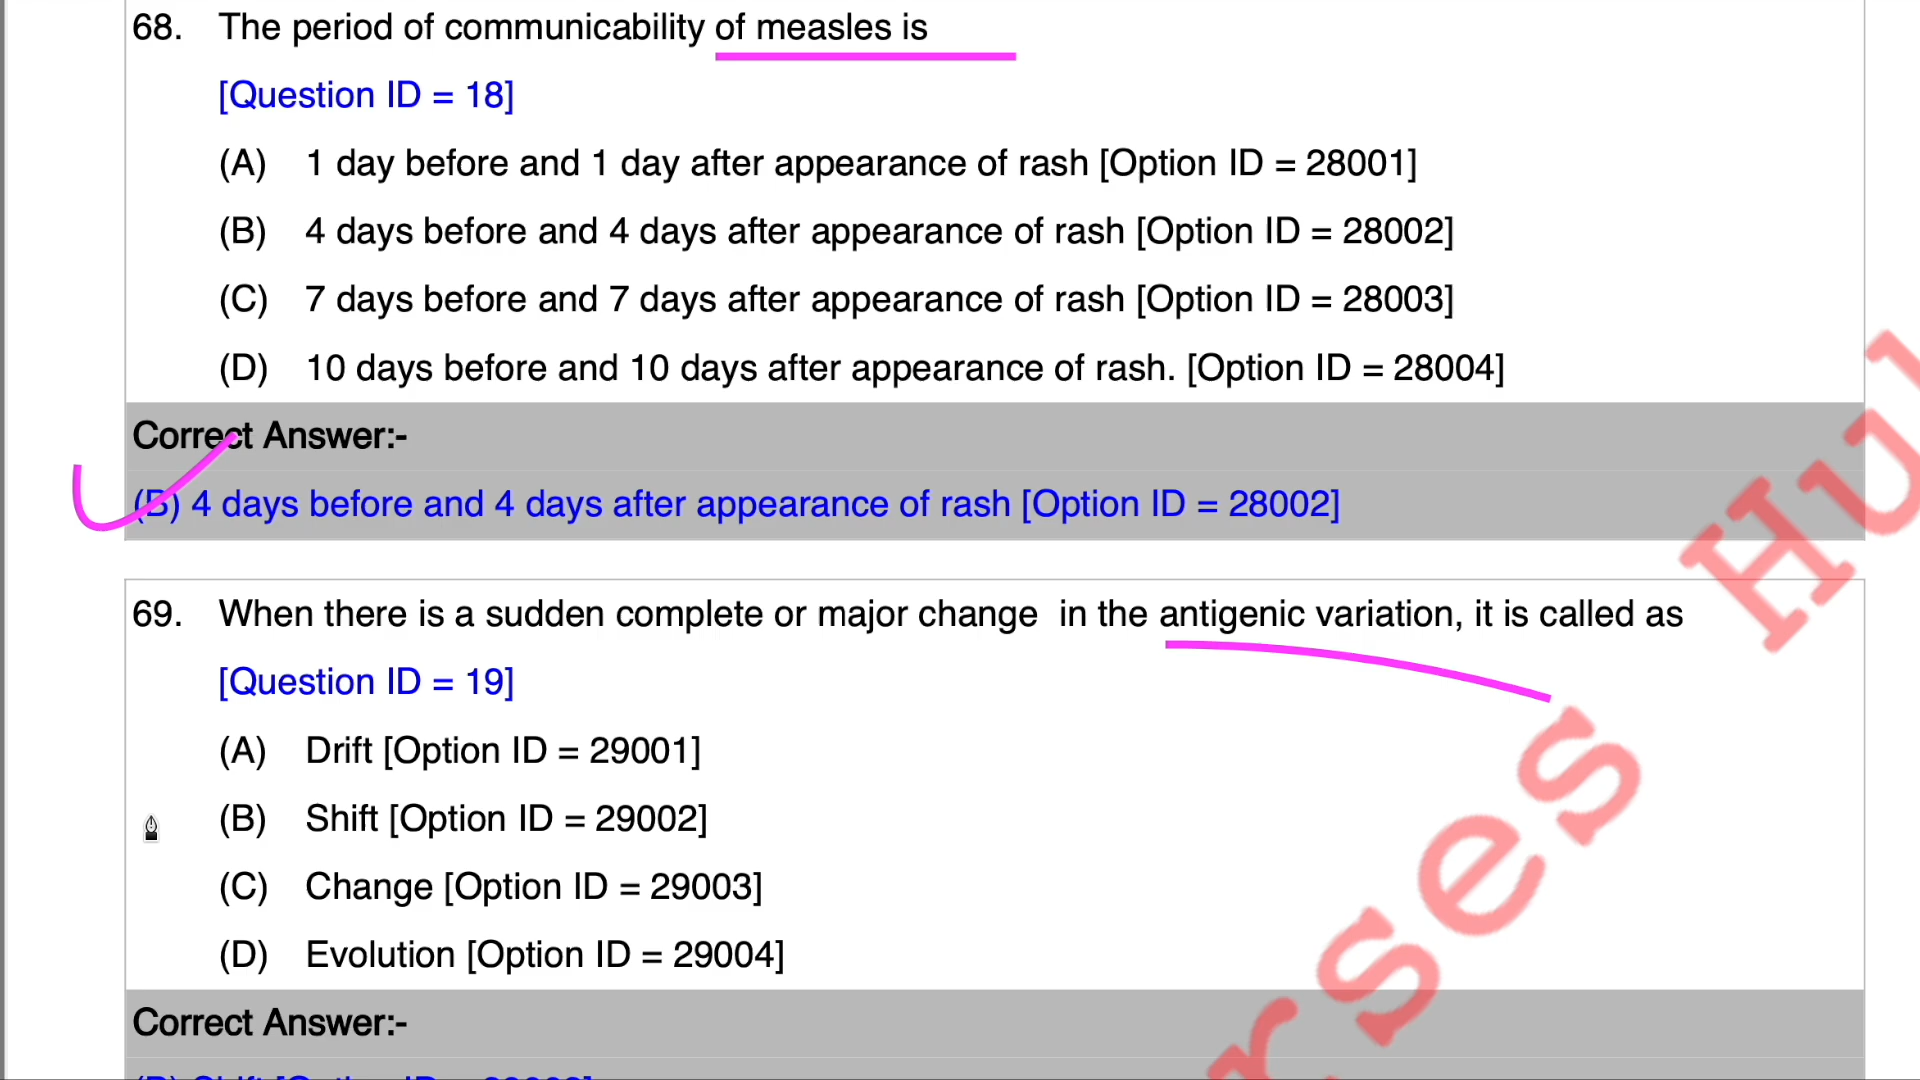 68. The period of communicability of measles is
[Question ID = 18]
(A) 1 day before and 1 day after appearance of rash [Option ID = 28001]
(B) 4 days before and 4 days after appearance of rash [Option ID = 28002]
(C) 7 days before and 7 days after appearance of rash [Option ID = 28003]
(D) 10 days before and 10 days after appearance of rash. [Option ID = 28004]
Correct Answer:-
(B) 4 days before and 4 days after appearance of rash [Option ID = 28002]
69. When there is a sudden complete or major change in the antigenic variation, it is called as
[Question ID = 19]
(A) Drift [Option ID = 29001]
(B) Shift [Option ID = 29002]
(C) Change [Option ID = 29003]
(D) Evolution [Option ID = 29004]
Correct Answer:-